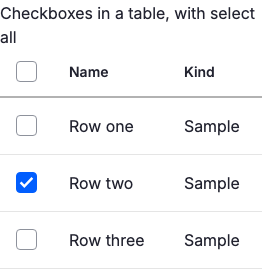 Checkboxes in a table, with select
all
Name Kind
Row one Sample
Row two Sample
Row three Sample